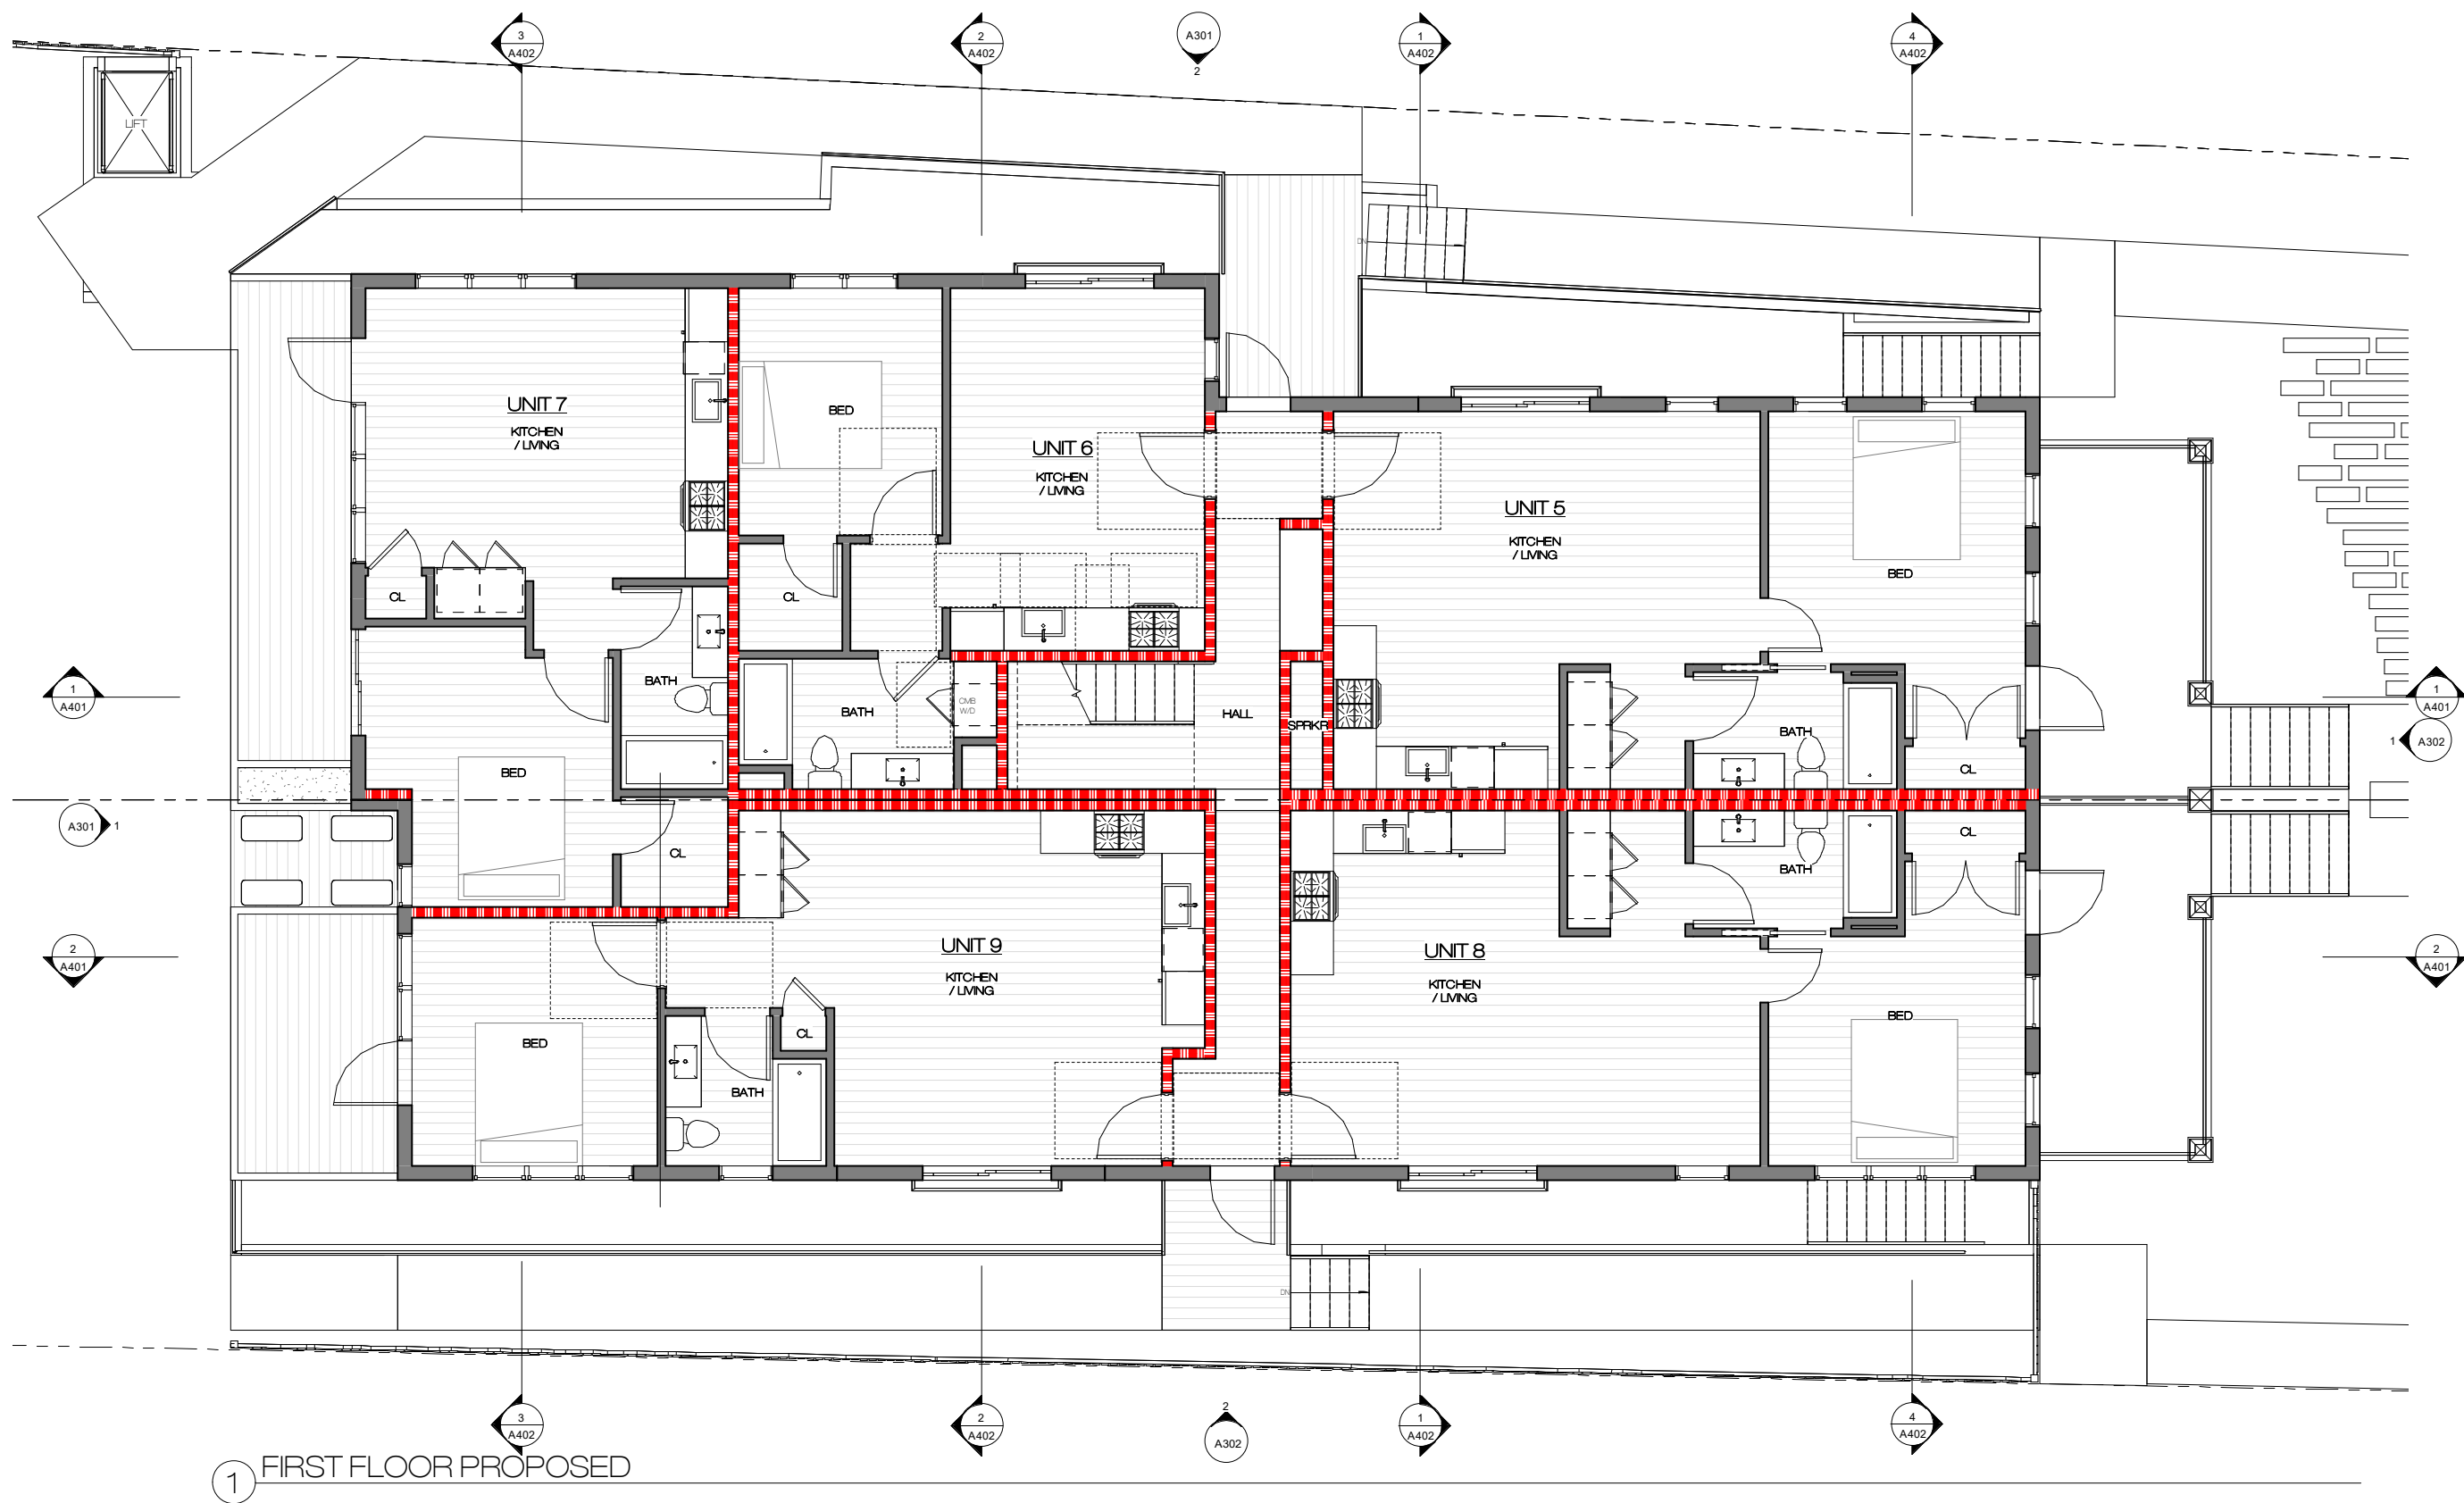 3
A402
2
A402
A301
2
1
A402
4
A402
LIFT
DN
UNIT 7
KITCHEN
/ LIVING
BED
UNIT 6
KITCHEN
/ LIVING
UNIT 5
KITCHEN
/ LIVING
BED
CL
CL
BATH
BATH
CMB
W/D
HALL
SPRKR
BATH
CL
1
A401
1
A401
1
A302
BED
A301
1
CL
CL
BATH
2
A401
UNIT 9
KITCHEN
/ LIVING
UNIT 8
KITCHEN
/ LIVING
2
A401
BED
CL
BED
BATH
DN
3
A402
2
A402
2
A302
1
A402
4
A402
1
FIRST FLOOR PROPOSED